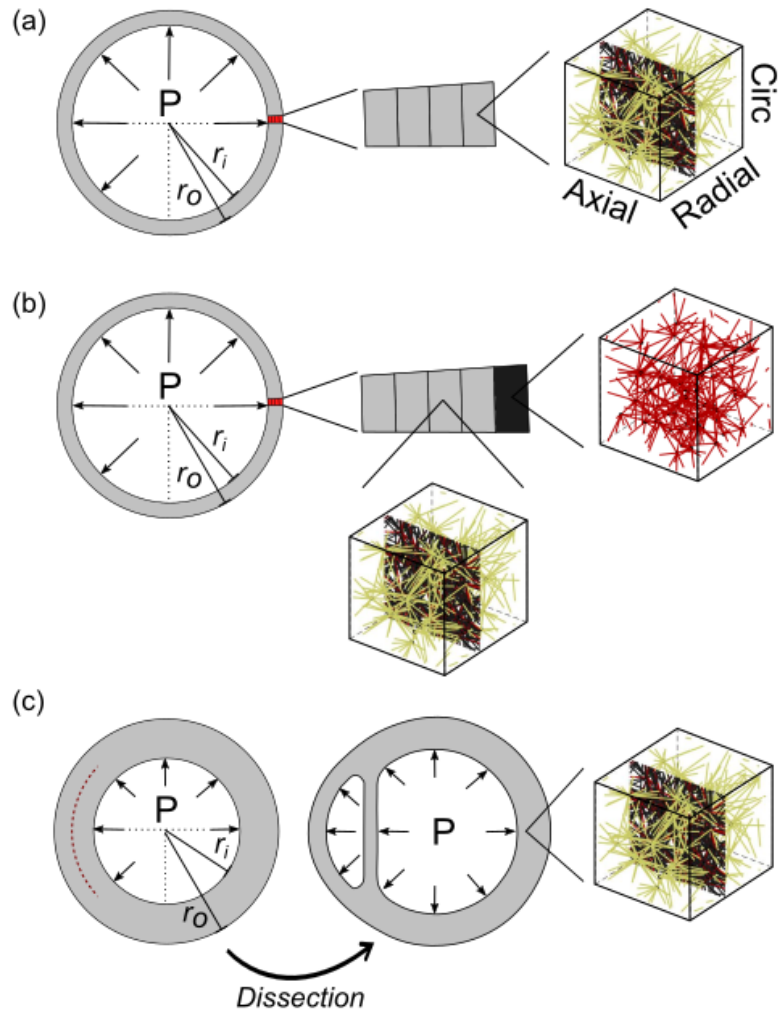 (a)
P
ri
ro
Circ
Axial
Radial
(b)
P
ri
ro
(c)
P
ri
ro
P
Dissection